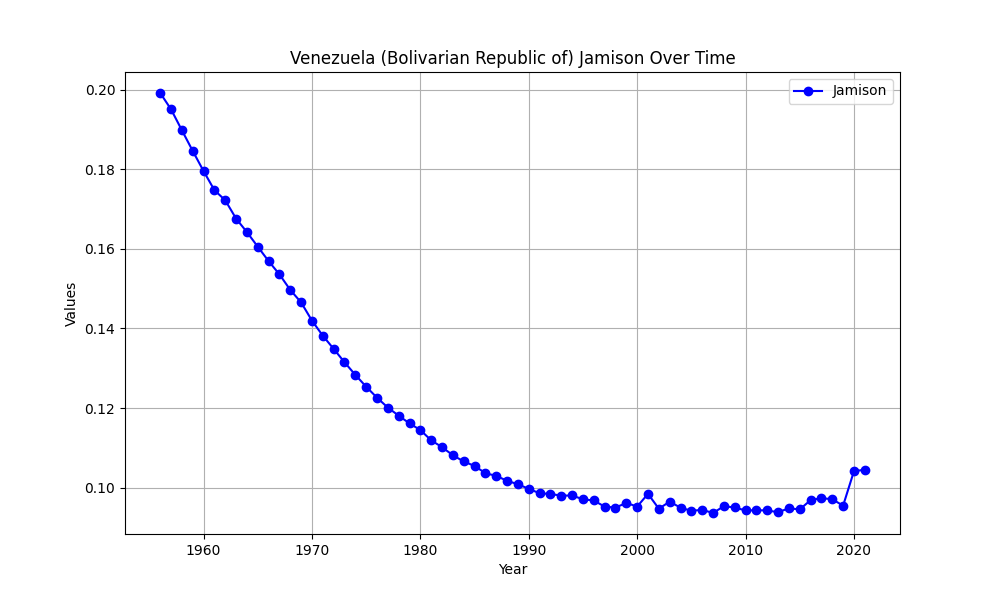 Venezuela (Bolivarian Republic of) Jamison Over Time
Jamison
0.20
0.18
0.16
0.14
0.12
0.10
Values
1960 1970 1980 1990 2000 2010 2020
Year